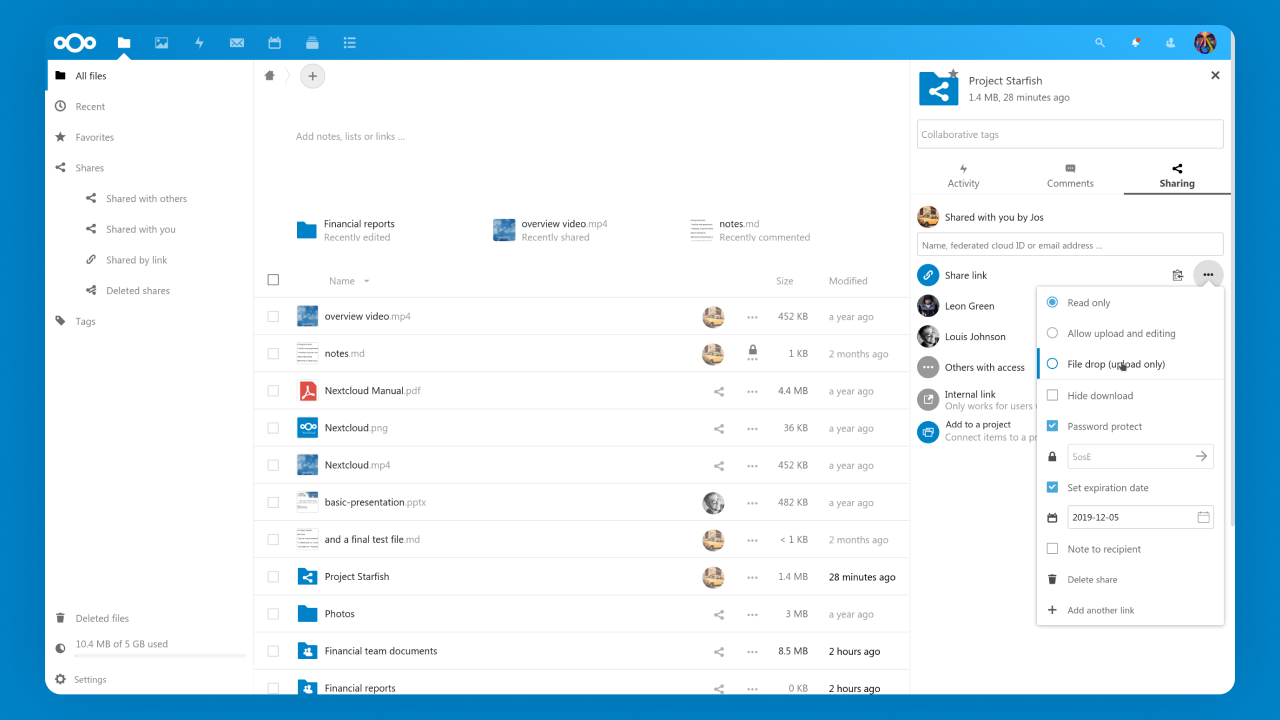 All files
Recent
Favorites
Shares
Shared with others
Shared with you
Shared by link
Deleted shares
Tags
Deleted files
10.4 MB of 5 GB used
Settings
Add notes, lists or links ...
Financial reports
Recently edited
overview video.mp4
Recently shared
notes.md
Recently commented
Name Size Modified
overview video.mp4 ... 452 KB a year ago
notes.md ... 1 KB 2 months ago
Nextcloud Manual.pdf ... 4.4 MB a year ago
Nextcloud.png ... 36 KB a year ago
Nextcloud.mp4 ... 452 KB a year ago
basic-presentation.pptx ... 482 KB a year ago
and a final test file.md ... < 1 KB 2 months ago
Project Starfish ... 1.4 MB 28 minutes ago
Photos ... 3 MB a year ago
Financial team documents ... 8.5 MB 2 hours ago
Financial reports ... 0 KB 2 hours ago
Project Starfish
1.4 MB, 28 minutes ago
Collaborative tags
Activity Comments Sharing
Shared with you by Jos
Name, federated cloud ID or email address ...
Share link
Leon Green
Louis Johnson
Others with access
Internal link
Only works for users
Add to a project
Connect items to a pr
Read only
Allow upload and editing
File drop (upload only)
Hide download
Password protect
SosE
Set expiration date
2019-12-05
Note to recipient
Delete share
Add another link